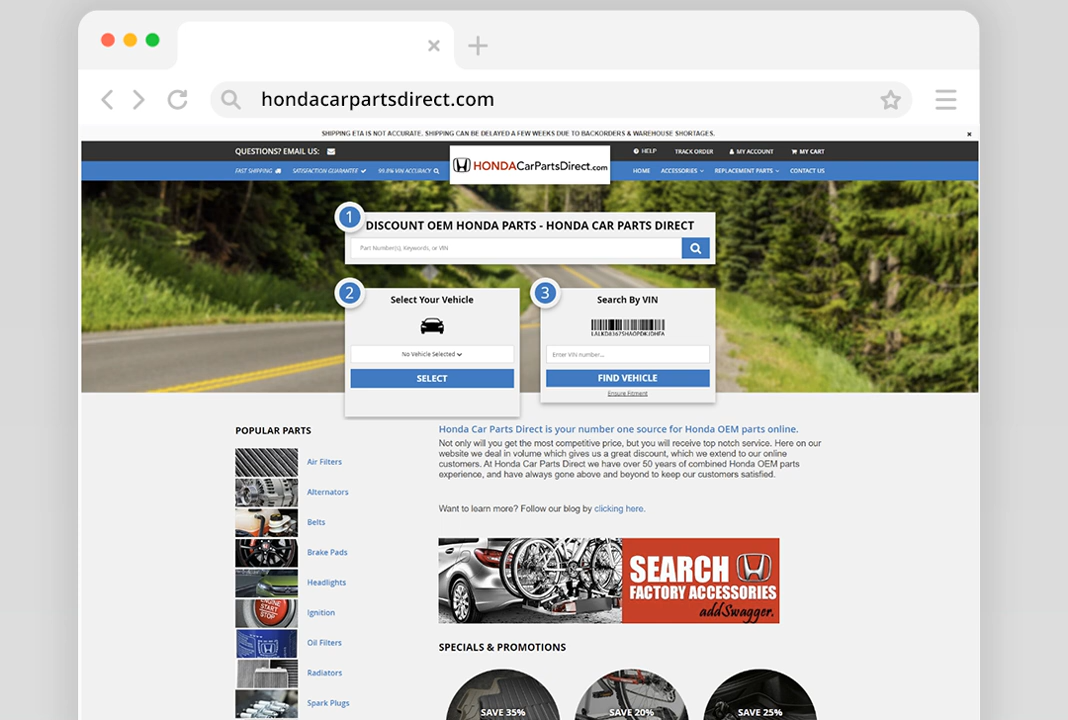 hondacarpartsdirect.com
SHIPPING ETA IS NOT ACCURATE. SHIPPING CAN BE DELAYED A FEW WEEKS DUE TO BACKORDERS & WAREHOUSE SHORTAGES.
QUESTIONS? EMAIL US:
HELP TRACK ORDER MY ACCOUNT MY CART
HONDACarPartsDirect.com
FAST SHIPPING SATISFACTION GUARANTEE 99.8% VIN ACCURACY
HOME ACCESSORIES REPLACEMENT PARTS CONTACT US
1
DISCOUNT OEM HONDA PARTS - HONDA CAR PARTS DIRECT
Part Number(s), Keywords, or VIN
2
Select Your Vehicle
No Vehicle Selected
SELECT
3
Search By VIN
Enter VIN number...
FIND VEHICLE
Ensure Fitment
POPULAR PARTS
Air Filters
Alternators
Belts
Brake Pads
Headlights
ENGINE
START
STOP
Ignition
Oil Filters
Radiators
Spark Plugs
Honda Car Parts Direct is your number one source for Honda OEM parts online.
Not only will you get the most competitive price, but you will receive top notch service. Here on our
website we deal in volume which gives us a great discount, which we extend to our online
customers. At Honda Car Parts Direct we have over 50 years of combined Honda OEM parts
experience, and have always gone above and beyond to keep our customers satisfied.
Want to learn more? Follow our blog by clicking here.
SEARCH
FACTORY ACCESSORIES
addSwagger.
SPECIALS & PROMOTIONS
SAVE 35%
SAVE 20%
SAVE 25%